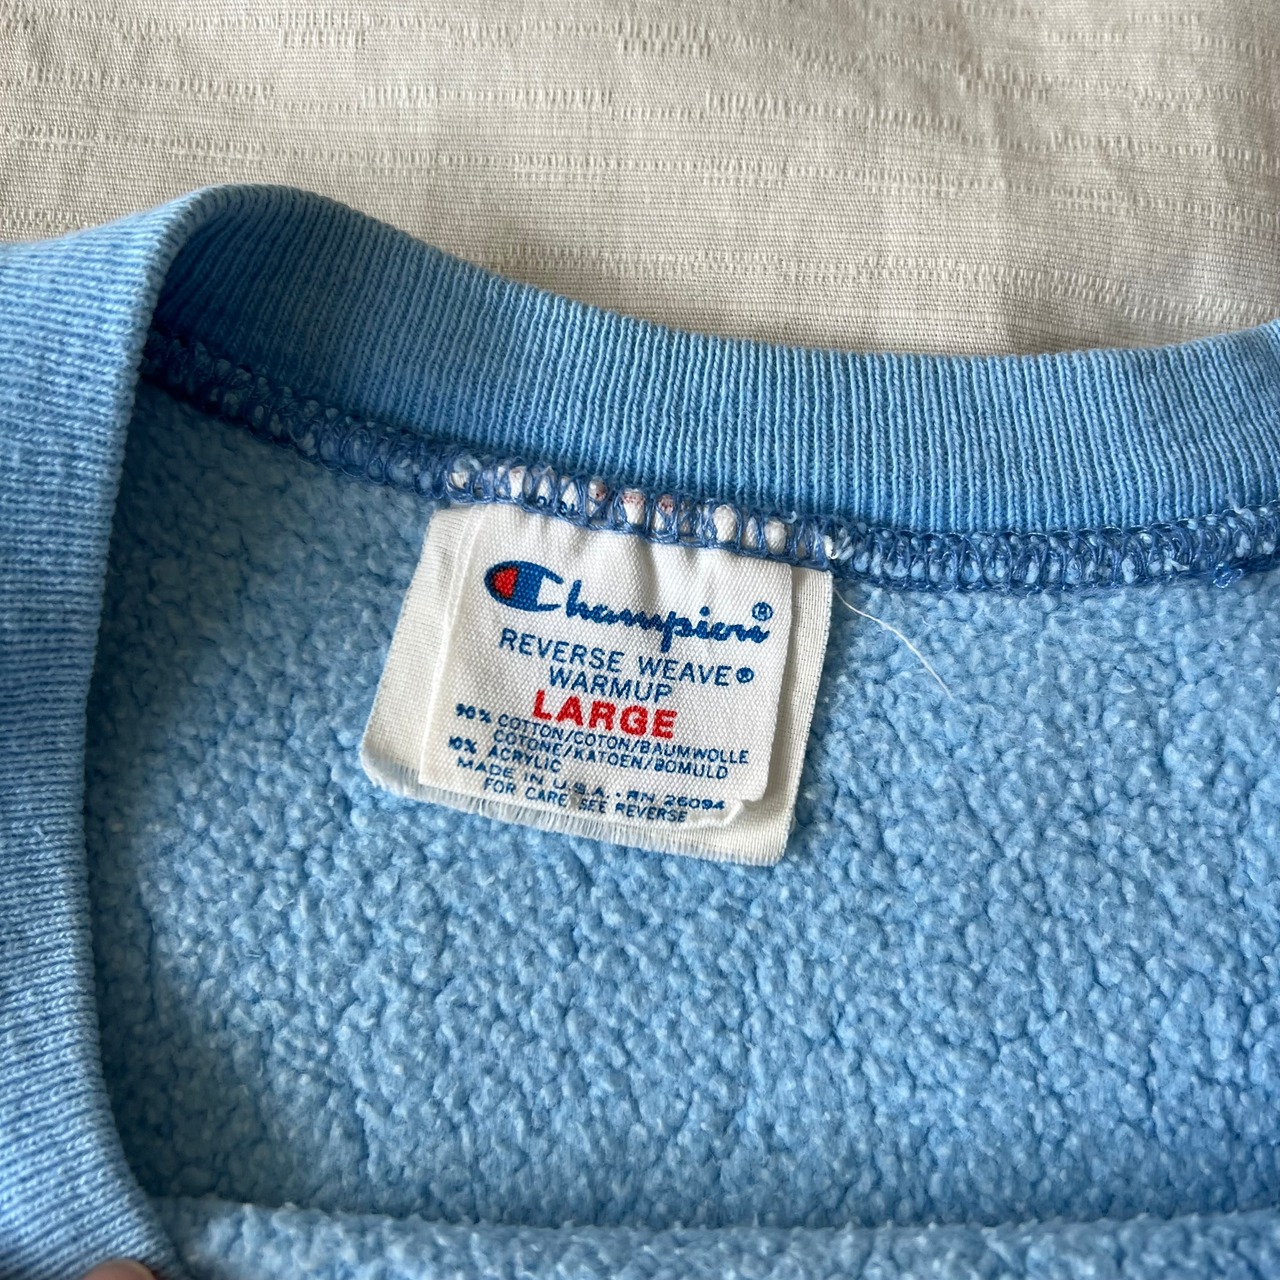 Champion®
REVERSE WEAVE®
WARMUP
LARGE
90% COTTON/COTON/BAUMWOLLE
COTONE/KATOEN/BOMULD
10% ACRYLIC
MADE IN U.S.A. · RN 26094
FOR CARE SEE REVERSE